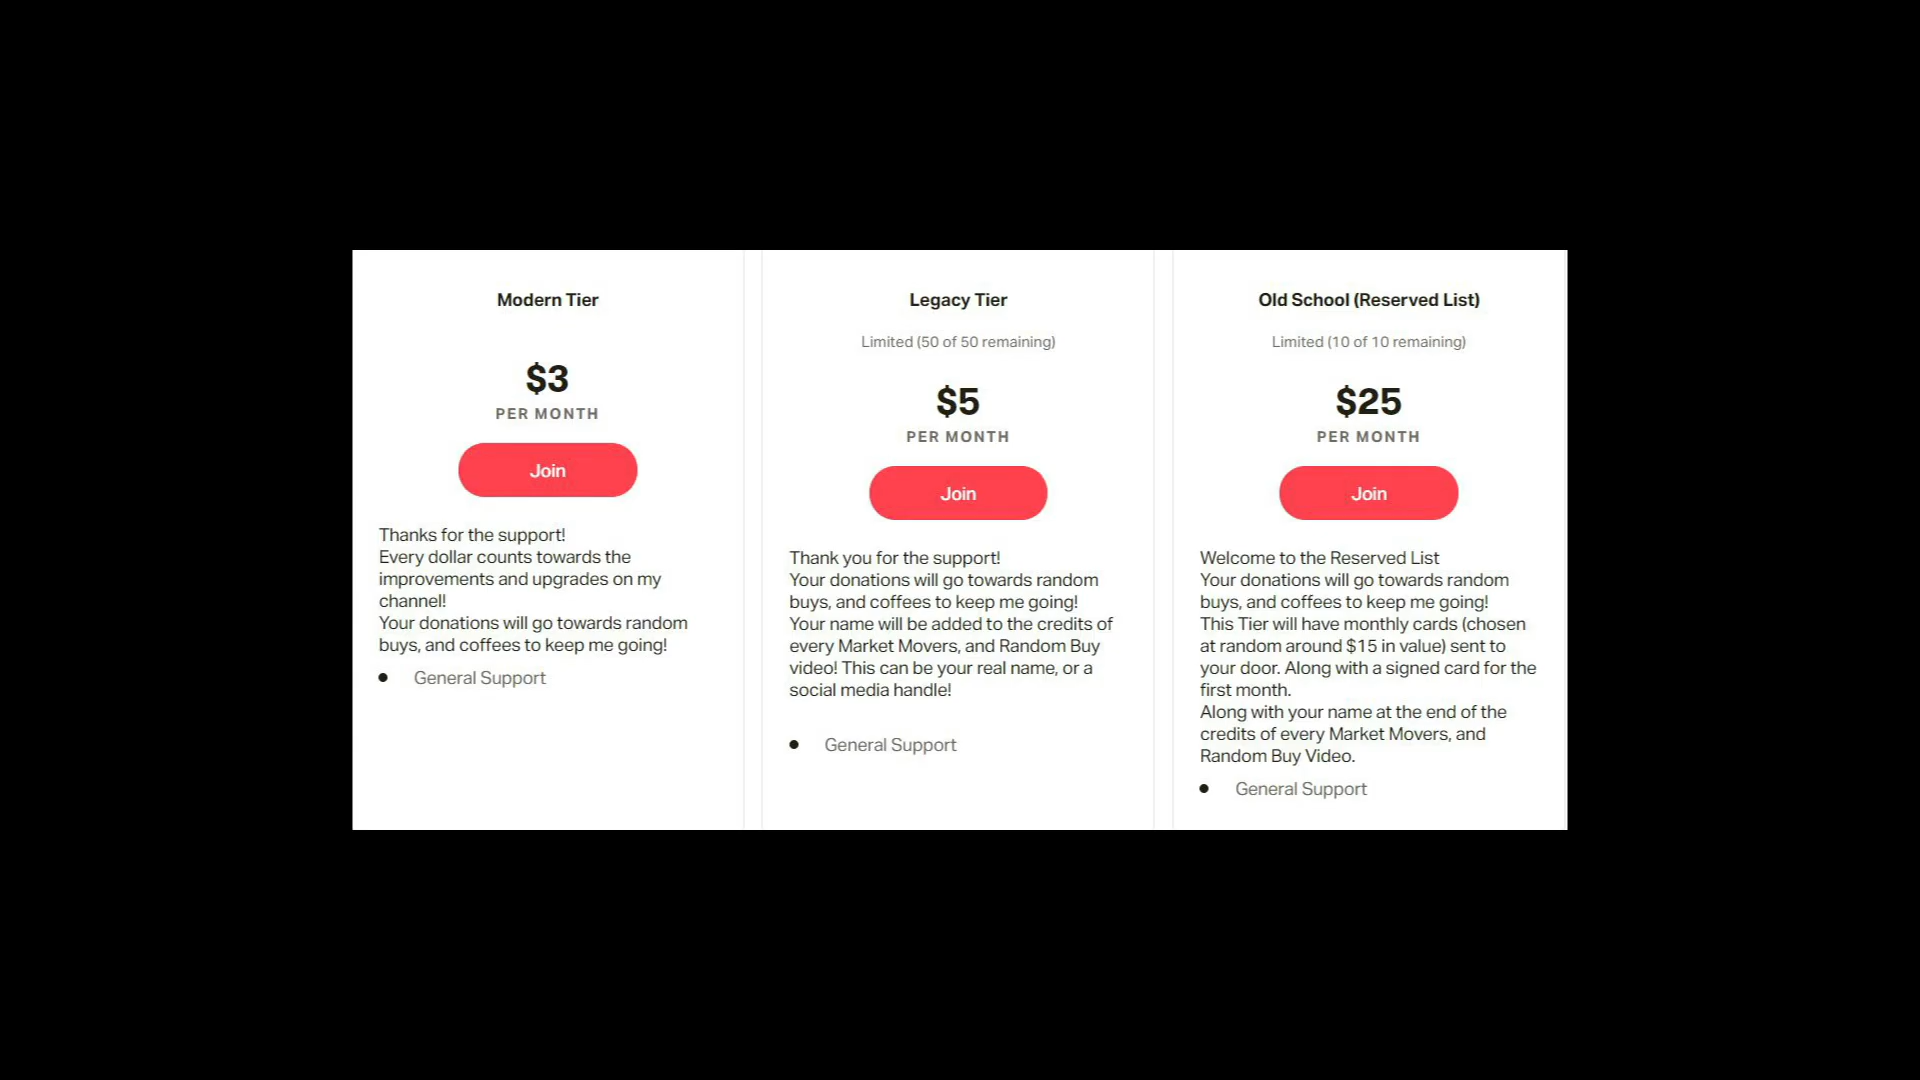 Modern Tier
$3
PER MONTH
Join
Thanks for the support!
Every dollar counts towards the
improvements and upgrades on my
channel!
Your donations will go towards random
buys, and coffees to keep me going!
General Support
Legacy Tier
Limited (50 of 50 remaining)
$5
PER MONTH
Join
Thank you for the support!
Your donations will go towards random
buys, and coffees to keep me going!
Your name will be added to the credits of
every Market Movers, and Random Buy
video! This can be your real name, or a
social media handle!
General Support
Old School (Reserved List)
Limited (10 of 10 remaining)
$25
PER MONTH
Join
Welcome to the Reserved List
Your donations will go towards random
buys, and coffees to keep me going!
This Tier will have monthly cards (chosen
at random around $15 in value) sent to
your door. Along with a signed card for the
first month.
Along with your name at the end of the
credits of every Market Movers, and
Random Buy Video.
General Support